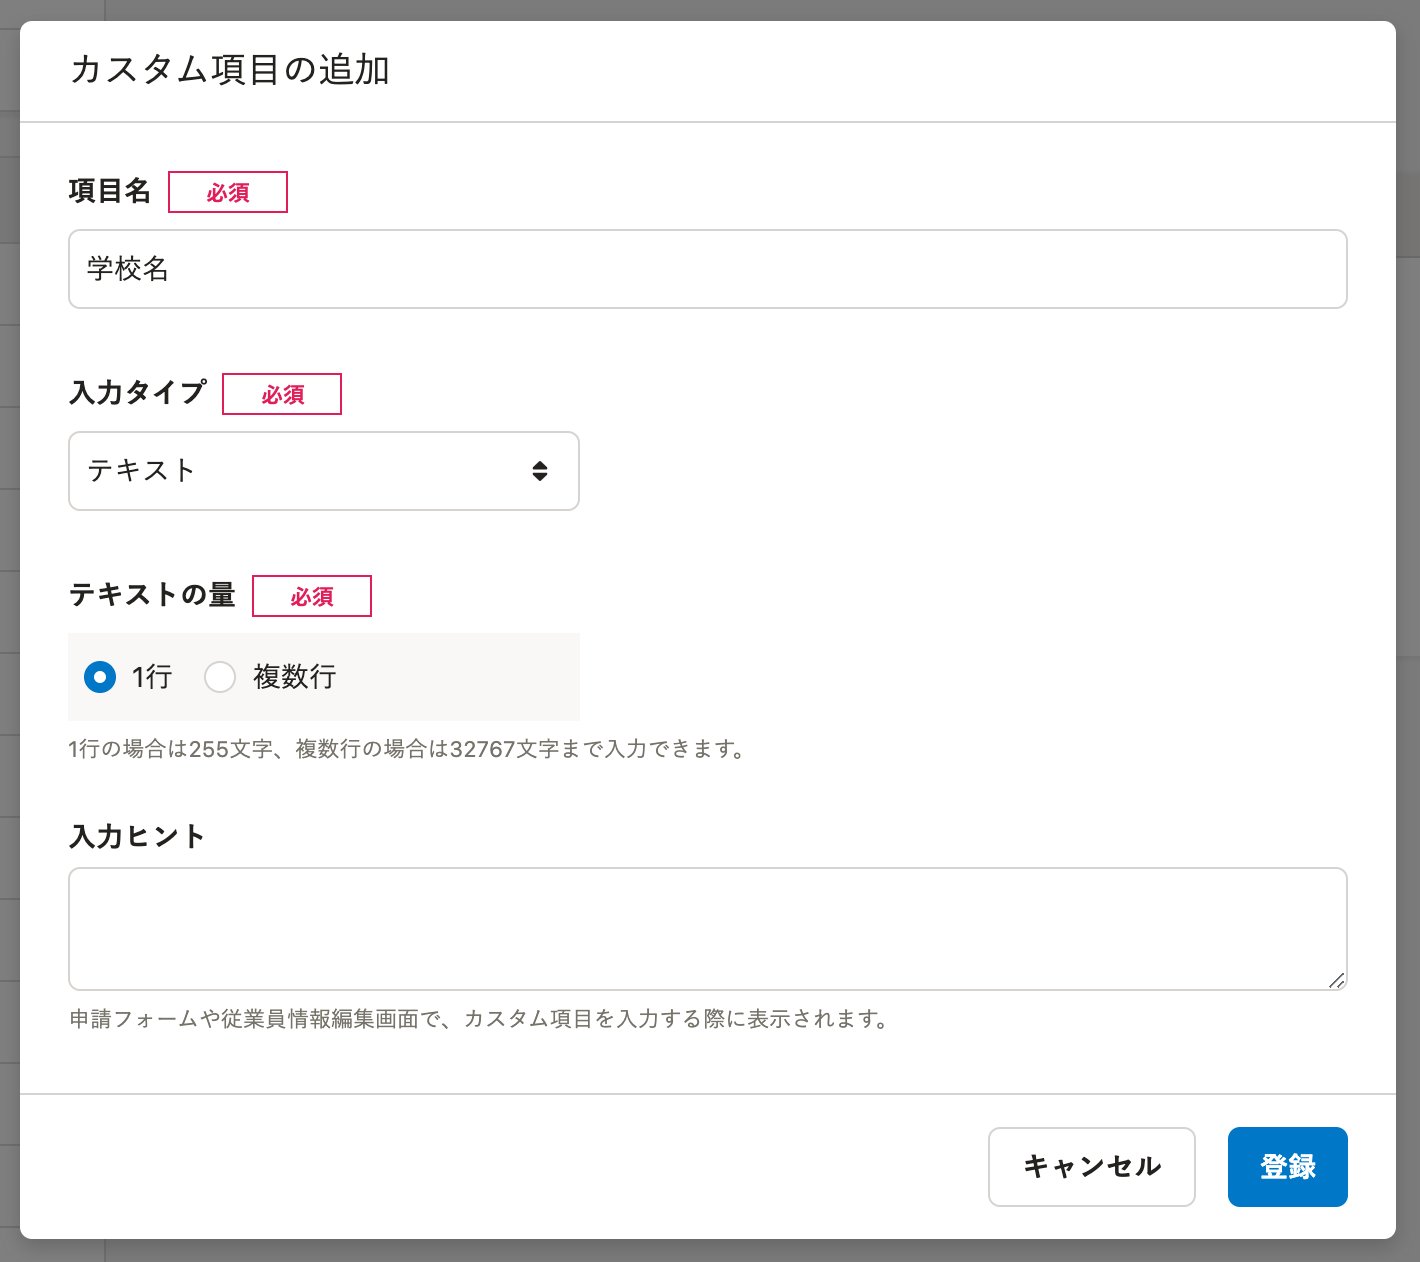 カスタム項目の追加
項目名 必須
学校名
入力タイプ 必須
テキスト
テキストの量 必須
1行 複数行
1行の場合は255文字、複数行の場合は32767文字まで入力できます。
入力ヒント
申請フォームや従業員情報編集画面で、カスタム項目を入力する際に表示されます。
キャンセル 登録